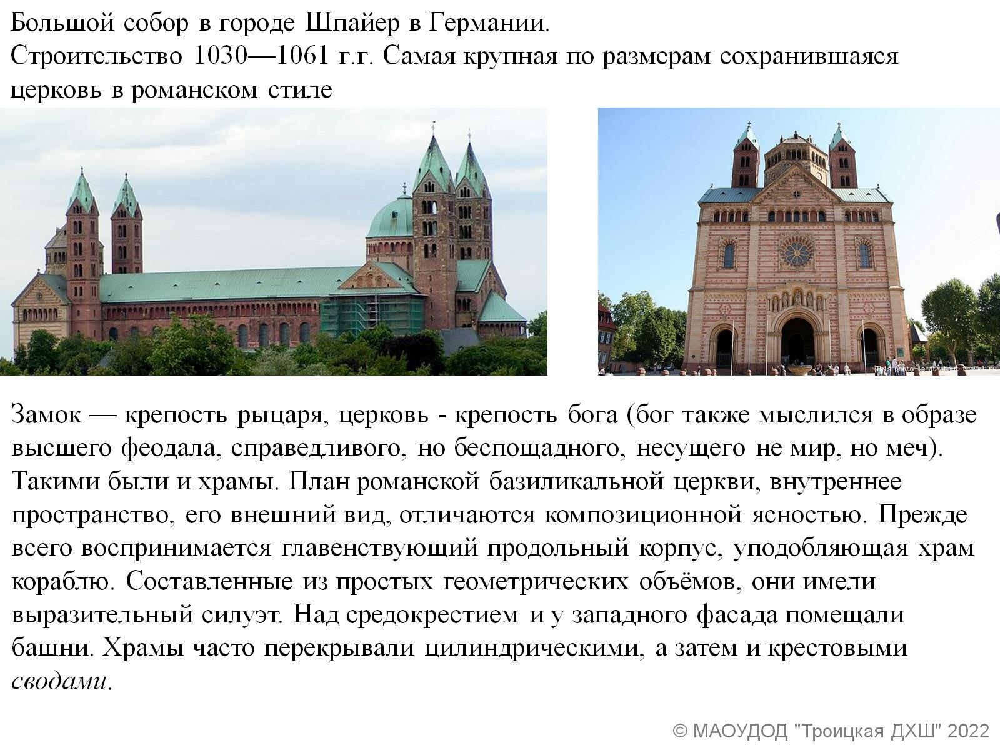 Большой собор в городе Шпайер в Германии.
Строительство 1030—1061 г.г. Самая крупная по размерам сохранившаяся
церковь в романском стиле
This photo is at
Замок — крепость рыцаря, церковь - крепость бога (бог также мыслился в образе
высшего феодала, справедливого, но беспощадного, несущего не мир, но меч).
Такими были и храмы. План романской базиликальной церкви, внутреннее
пространство, его внешний вид, отличаются композиционной ясностью. Прежде
всего воспринимается главенствующий продольный корпус, уподобляющая храм
кораблю. Составленные из простых геометрических объёмов, они имели
выразительный силуэт. Над средокрестием и у западного фасада помещали
башни. Храмы часто перекрывали цилиндрическими, а затем и крестовыми
сводами.
© МАОУДОД "Троицкая ДХШ" 2022